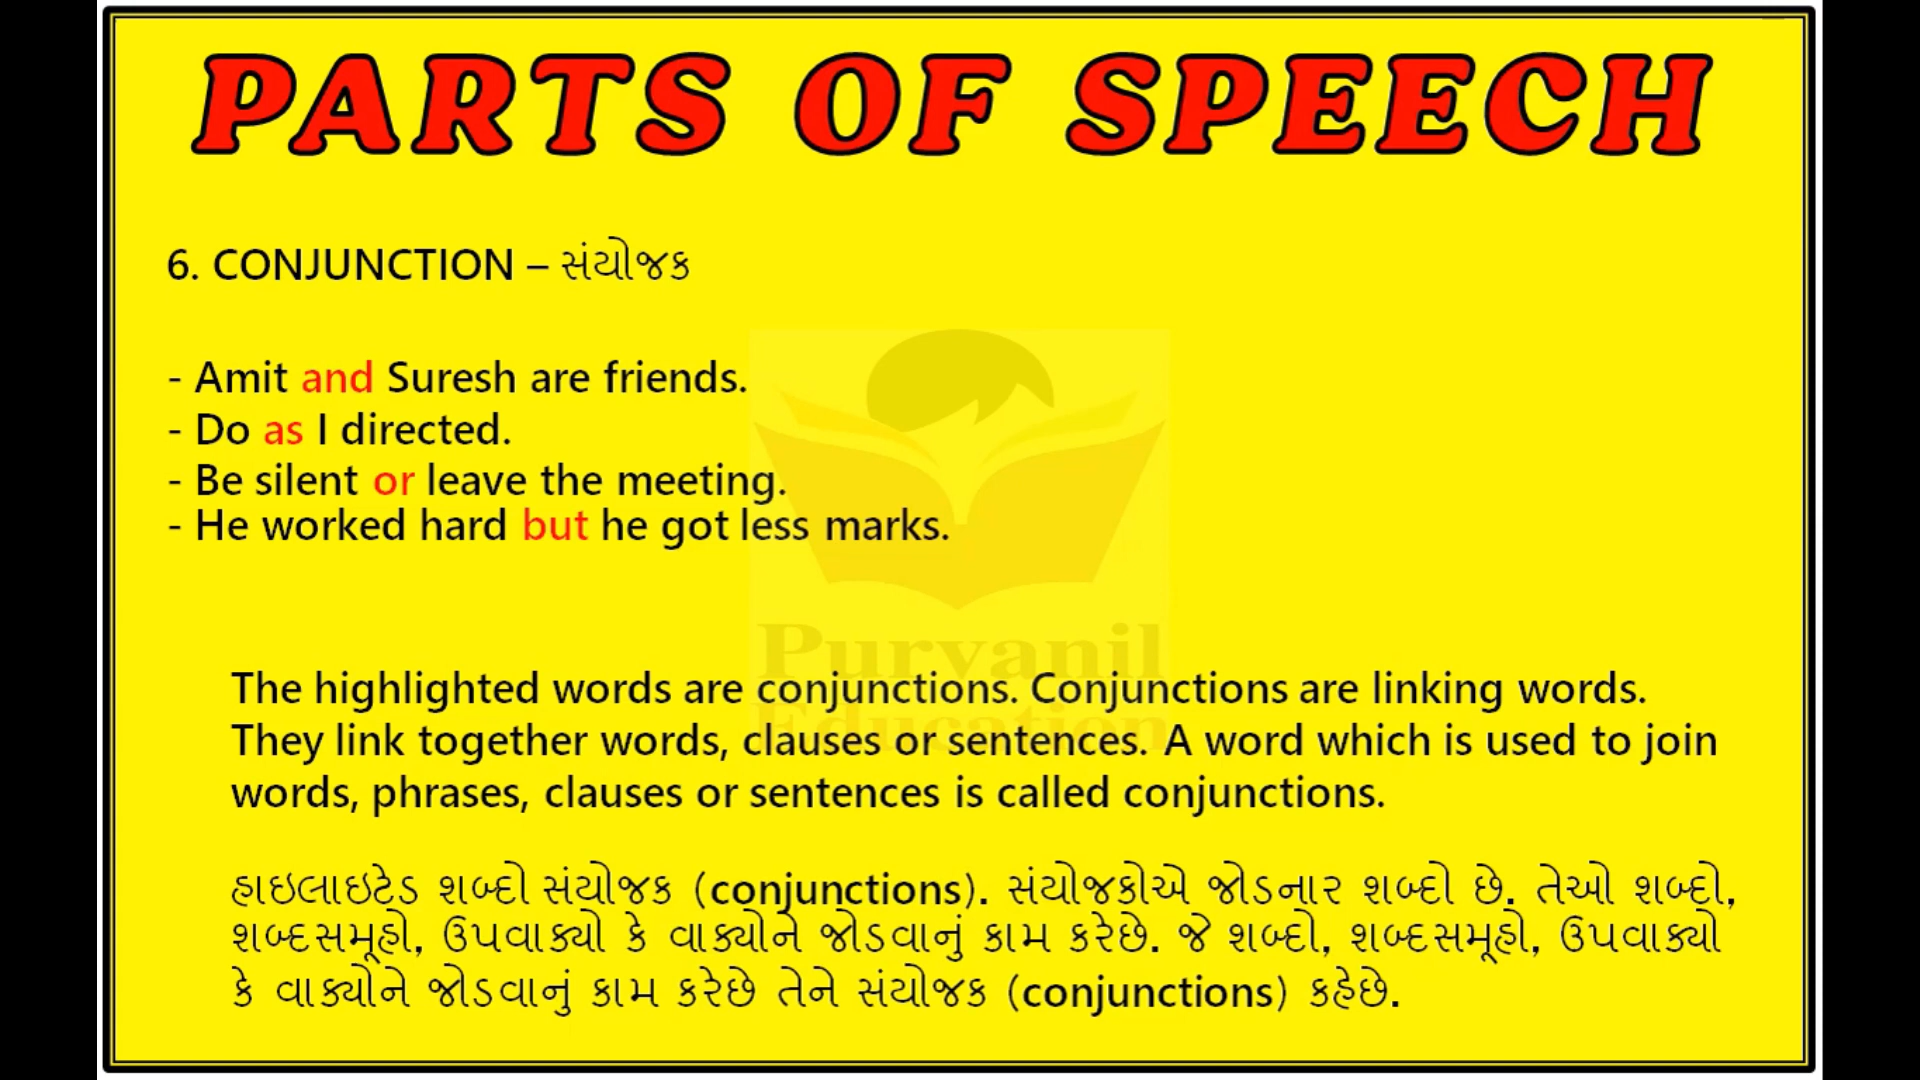 PARTS OF SPEECH
6. CONJUNCTION – સંયોજક
- Amit and Suresh are friends.
- Do as I directed.
- Be silent or leave the meeting.
- He worked hard but he got less marks.
Purvanil
Education
The highlighted words are conjunctions. Conjunctions are linking words.
They link together words, clauses or sentences. A word which is used to join
words, phrases, clauses or sentences is called conjunctions.
હાઇલાઇટેડ શબ્દો સંયોજક (conjunctions). સંયોજકોએ જોડનાર શબ્દો છે. તેઓ શબ્દો,
શબ્દસમૂહો, ઉપવાક્યો કે વાક્યોને જોડવાનું કામ કરેછે. જે શબ્દો, શબ્દસમૂહો, ઉપવાક્યો
કે વાક્યોને જોડવાનું કામ કરેછે તેને સંયોજક (conjunctions) કહેછે.